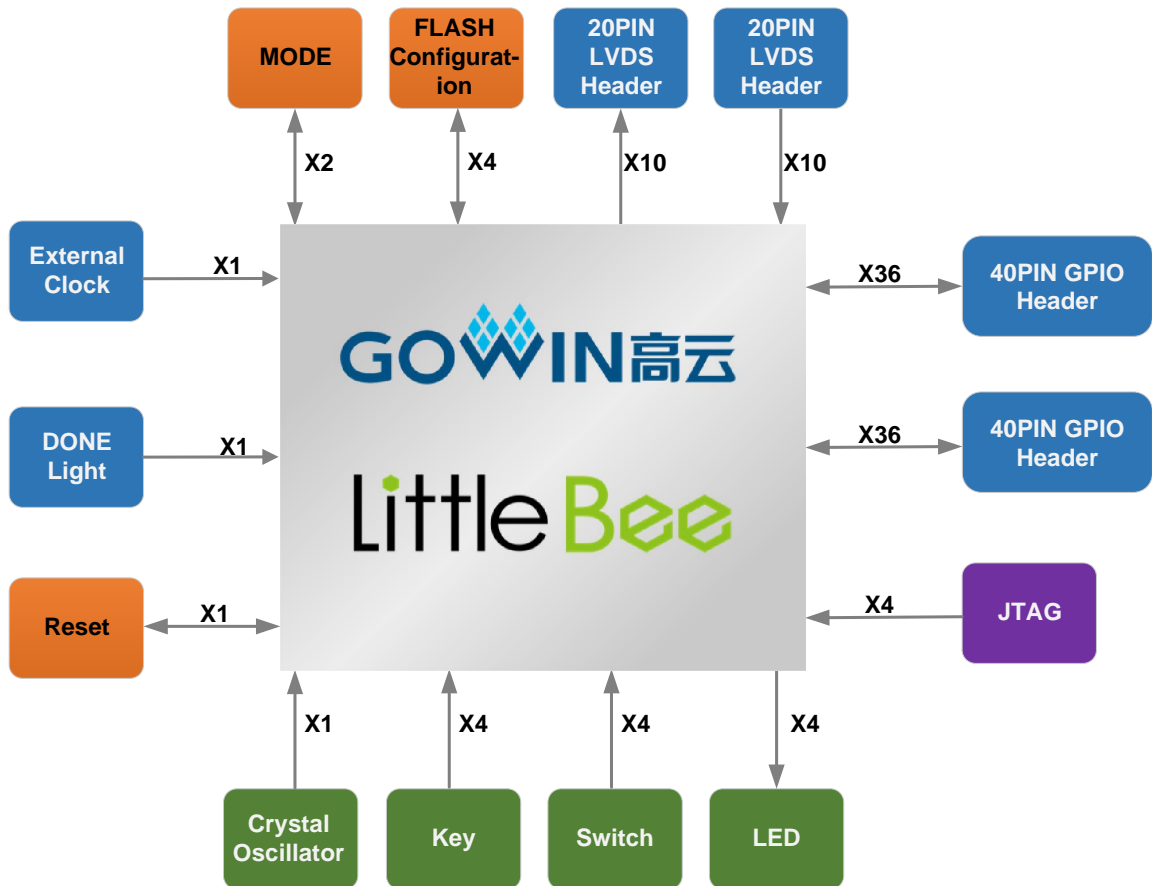 MODE
FLASH
Configurat-
ion
20PIN
LVDS
Header
20PIN
LVDS
Header
X2
X4
X10
X10
External
Clock
X1
X36
40PIN GPIO
Header
GOWIN高云
DONE
Light
X1
X36
40PIN GPIO
Header
LittleBee
Reset
X1
X4
JTAG
X1
X4
X4
X4
Crystal
Oscillator
Key
Switch
LED